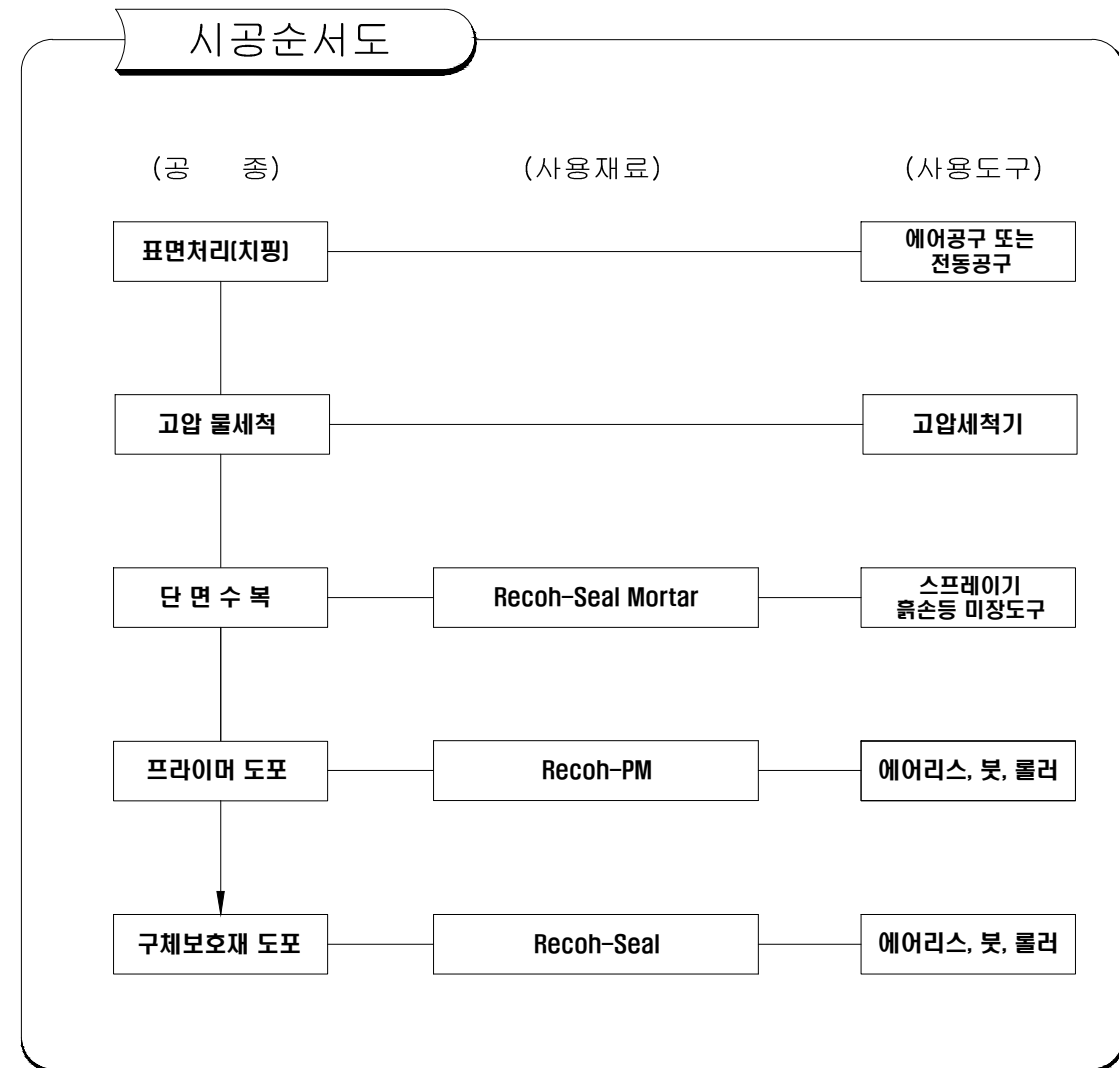 시공순서도
(공 종) (사용재료) (사용도구)
표면처리(치핑) 에어공구 또는
전동공구
고압 물세척 고압세척기
단 면 수 복 Recoh-Seal Mortar 스프레이기
흙손등 미장도구
프라이머 도포 Recoh-PM 에어리스, 붓, 롤러
구체보호재 도포 Recoh-Seal 에어리스, 붓, 롤러